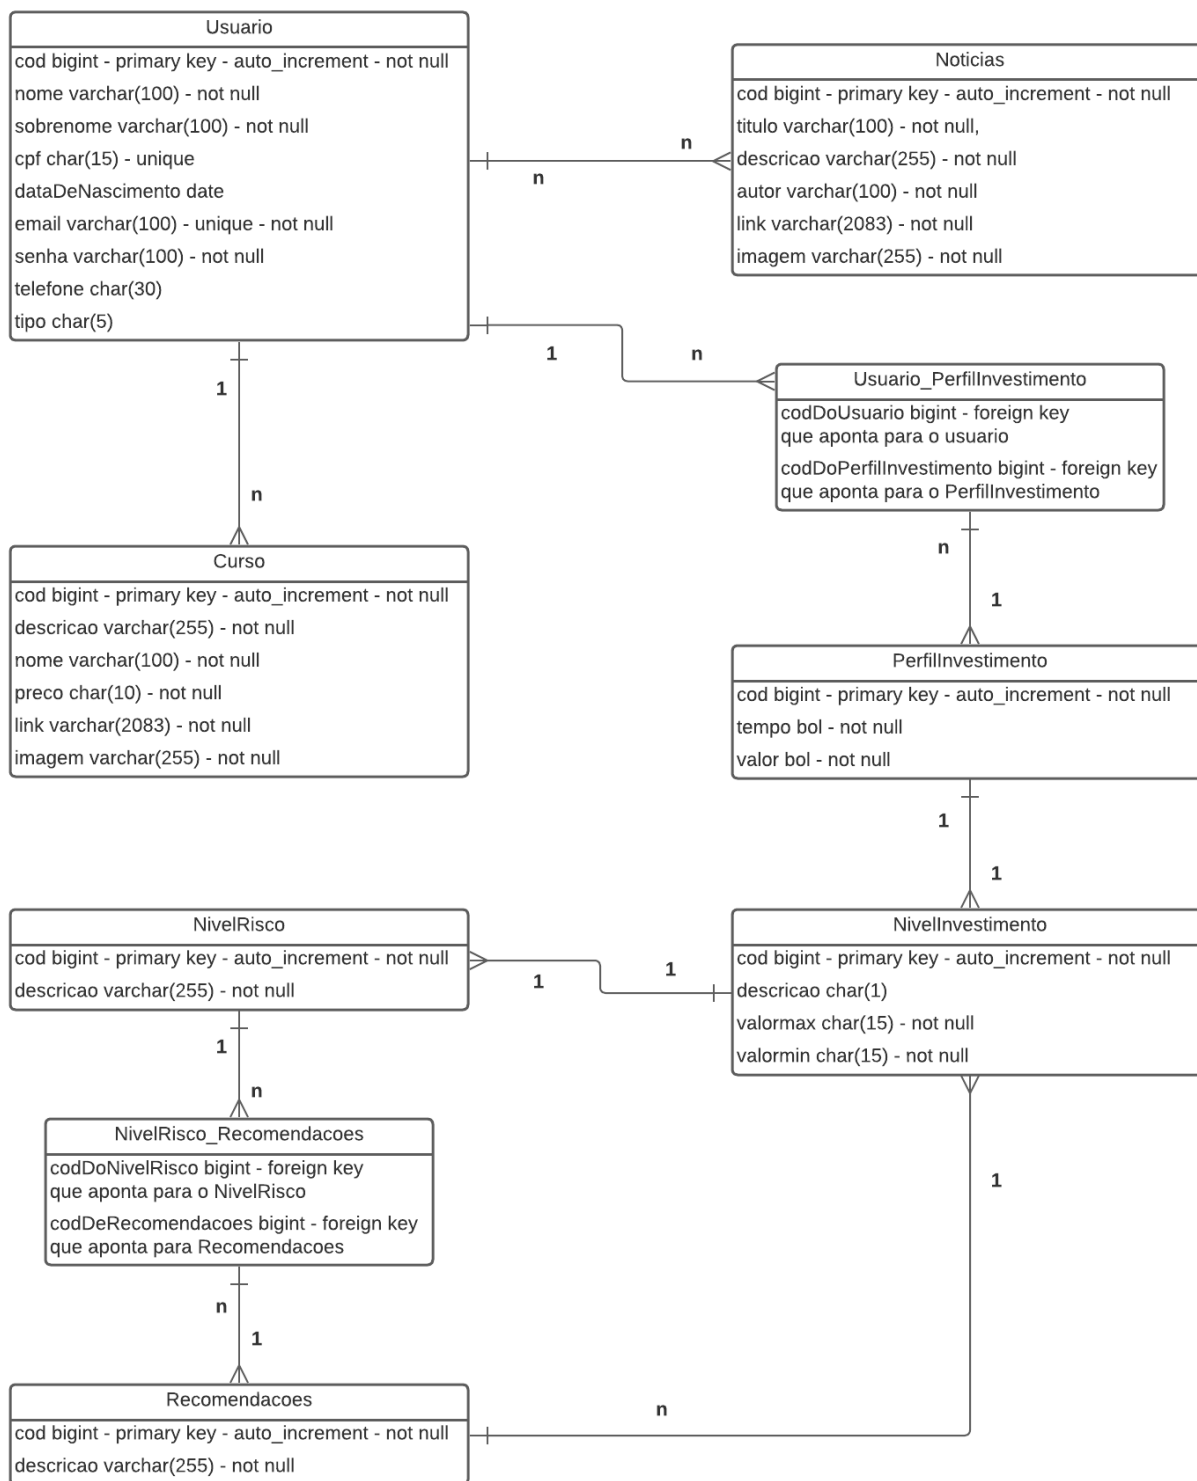 Usuario
cod bigint - primary key - auto_increment - not null
nome varchar(100) - not null
sobrenome varchar(100) - not null
cpf char(15) - unique
dataDeNascimento date
email varchar(100) - unique - not null
senha varchar(100) - not null
telefone char(30)
tipo char(5)
Noticias
cod bigint - primary key - auto_increment - not null
titulo varchar(100) - not null,
descricao varchar(255) - not null
autor varchar(100) - not null
link varchar(2083) - not null
imagem varchar(255) - not null
n
n
1
n
1
n
Usuario_PerfilInvestimento
codDoUsuario bigint - foreign key
que aponta para o usuario
codDoPerfilInvestimento bigint - foreign key
que aponta para o PerfilInvestimento
n
1
Curso
cod bigint - primary key - auto_increment - not null
descricao varchar(255) - not null
nome varchar(100) - not null
preco char(10) - not null
link varchar(2083) - not null
imagem varchar(255) - not null
PerfilInvestimento
cod bigint - primary key - auto_increment - not null
tempo bol - not null
valor bol - not null
1
1
NivelRisco
cod bigint - primary key - auto_increment - not null
descricao varchar(255) - not null
1
1
NivelInvestimento
cod bigint - primary key - auto_increment - not null
descricao char(1)
valormax char(15) - not null
valormin char(15) - not null
1
n
NivelRisco_Recomendacoes
codDoNivelRisco bigint - foreign key
que aponta para o NivelRisco
codDeRecomendacoes bigint - foreign key
que aponta para Recomendacoes
1
n
1
Recomendacoes
cod bigint - primary key - auto_increment - not null
descricao varchar(255) - not null
n